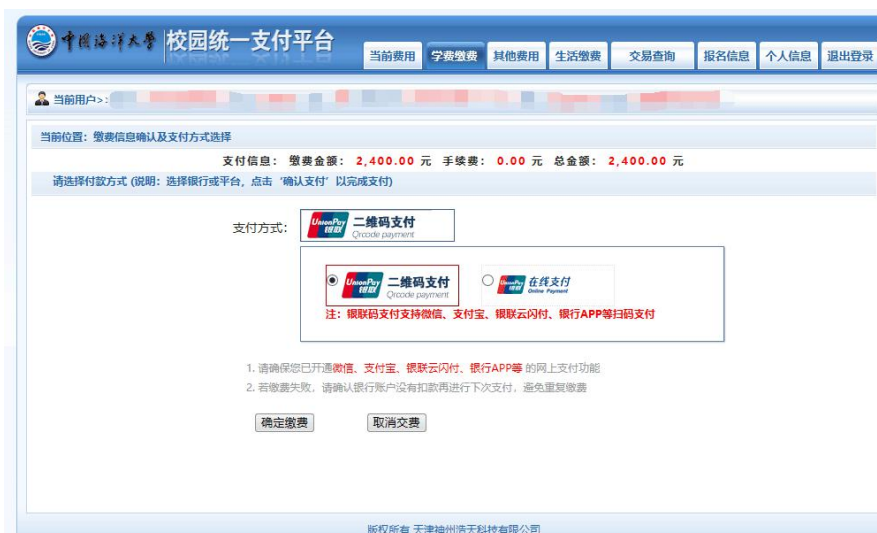 中国海洋大学 校园统一支付平台
当前费用 学费缴费 其他费用 生活缴费 交易查询 报名信息 个人信息 退出登录
当前用户>:
当前位置：缴费信息确认及支付方式选择
支付信息： 缴费金额： 2,400.00 元 手续费： 0.00 元 总金额： 2,400.00 元
请选择付款方式 (说明：选择银行或平台，点击‘确认支付’以完成支付)
支付方式： UnionPay 银联 二维码支付 Qrcode payment
UnionPay 银联 二维码支付 Qrcode payment UnionPay 银联 在线支付 Online Payment
注：银联码支付支持微信、支付宝、银联云闪付、银行APP等扫码支付
1. 请确保您已开通微信、支付宝、银联云闪付、银行APP等 的网上支付功能
2. 若缴费失败，请确认银行账户没有扣款再进行下次支付，避免重复缴费
确定缴费 取消交费
版权所有 天津神州浩天科技有限公司